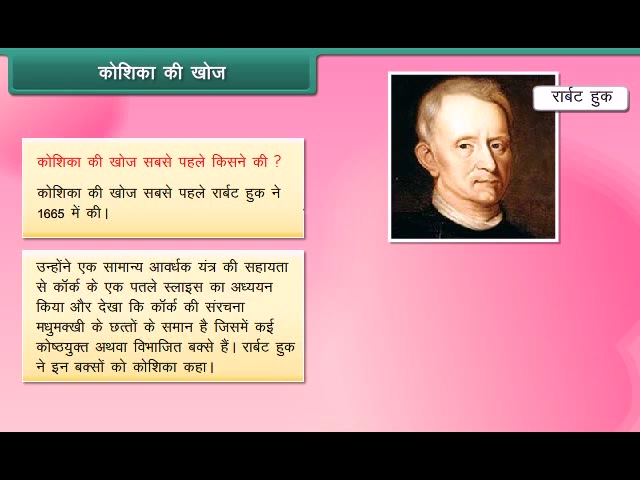 कोशिका की खोज
रार्बट हुक
कोशिका की खोज सबसे पहले किसने की ?
कोशिका की खोज सबसे पहले रार्बट हुक ने
1665 में की।
उन्होंने एक सामान्य आवर्धक यंत्र की सहायता
से कॉर्क के एक पतले स्लाइस का अध्ययन
किया और देखा कि कॉर्क की संरचना
मधुमक्खी के छत्तों के समान है जिसमें कई
कोष्ठयुक्त अथवा विभाजित बक्से हैं। रार्बट हुक
ने इन बक्सों को कोशिका कहा।